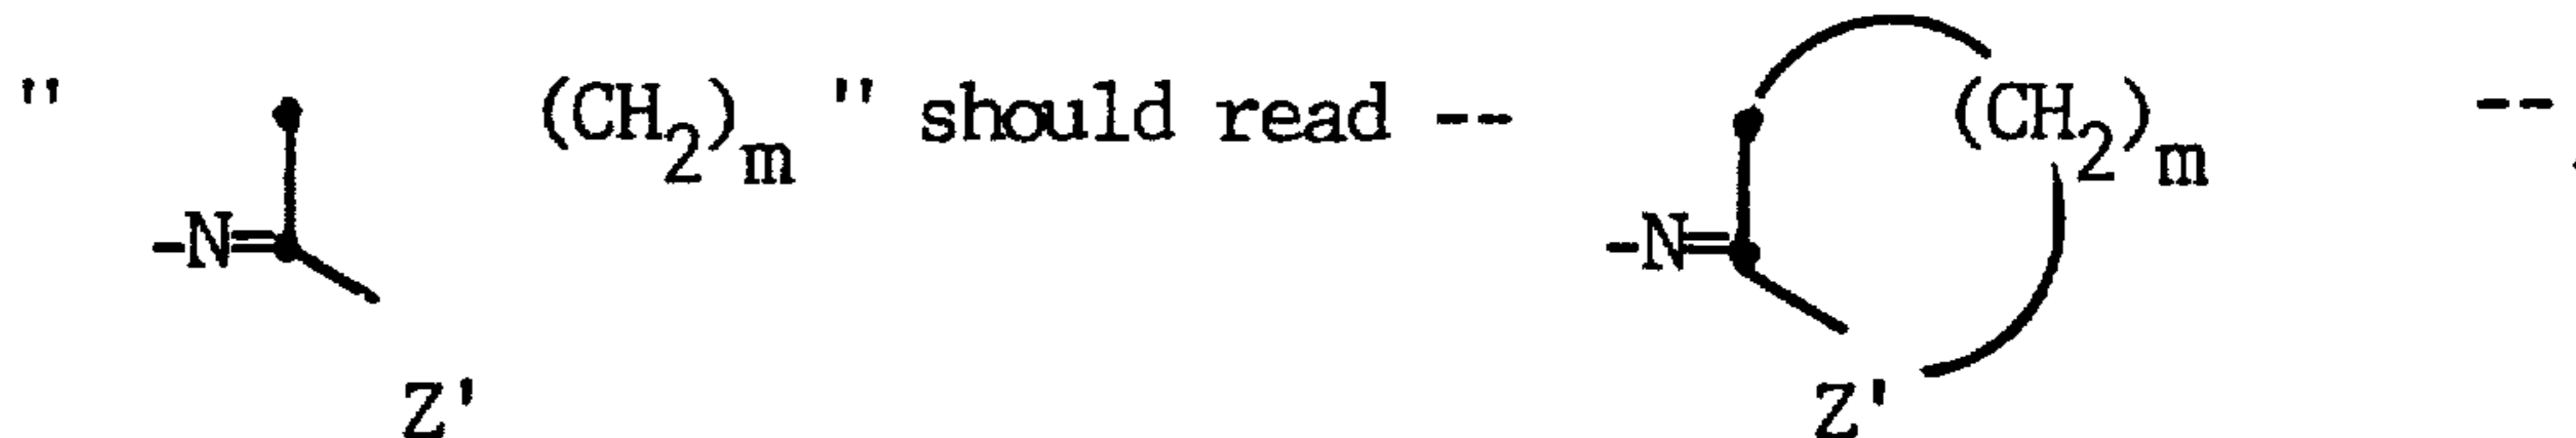 " (CH2)m " should read -- (CH2)m --
-N= -N=
Z' Z'